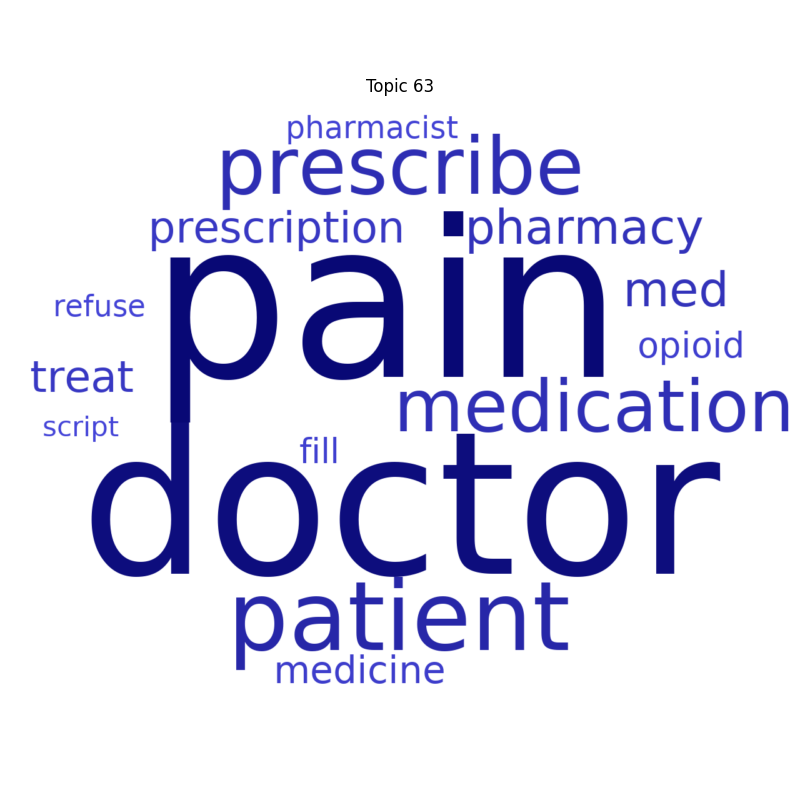 Topic 63
pharmacist
prescribe
prescription pharmacy
pain
med
refuse
opioid
treat
medication
script
fill
doctor
patient
medicine